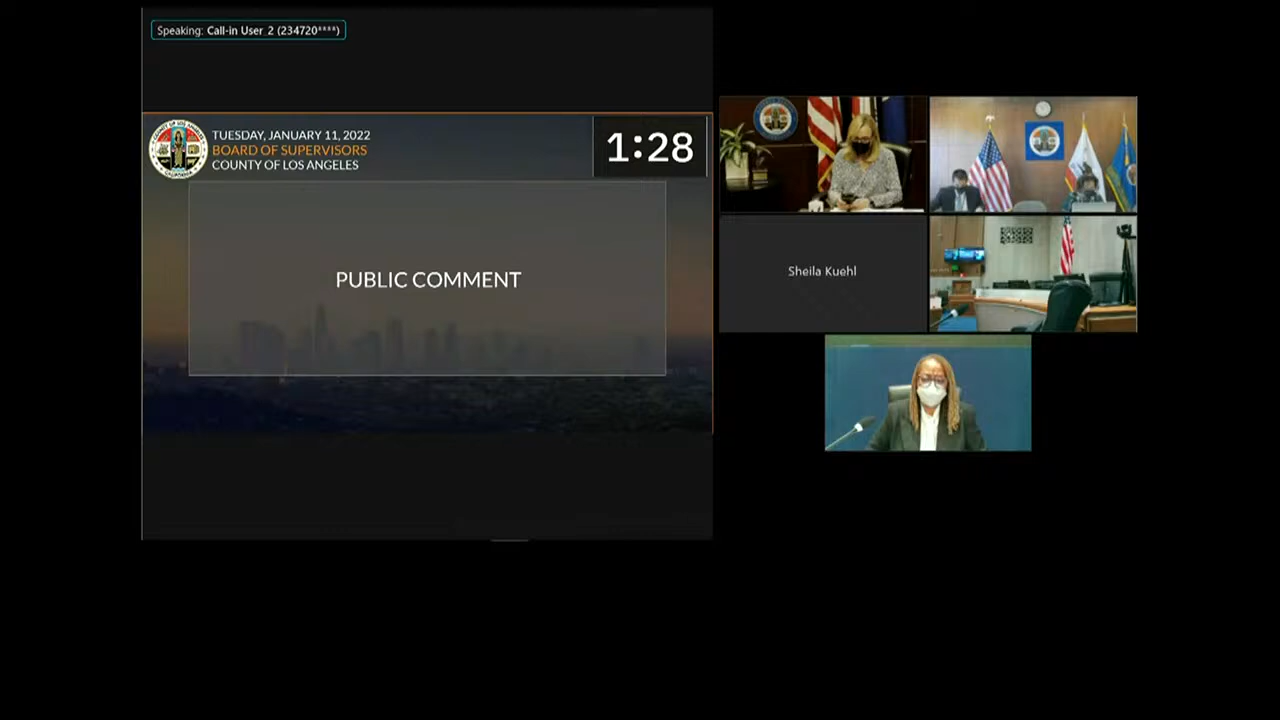 Speaking: Call-in User_2 (234720****)
TUESDAY, JANUARY 11, 2022
BOARD OF SUPERVISORS
COUNTY OF LOS ANGELES
1:28
PUBLIC COMMENT
Sheila Kuehl